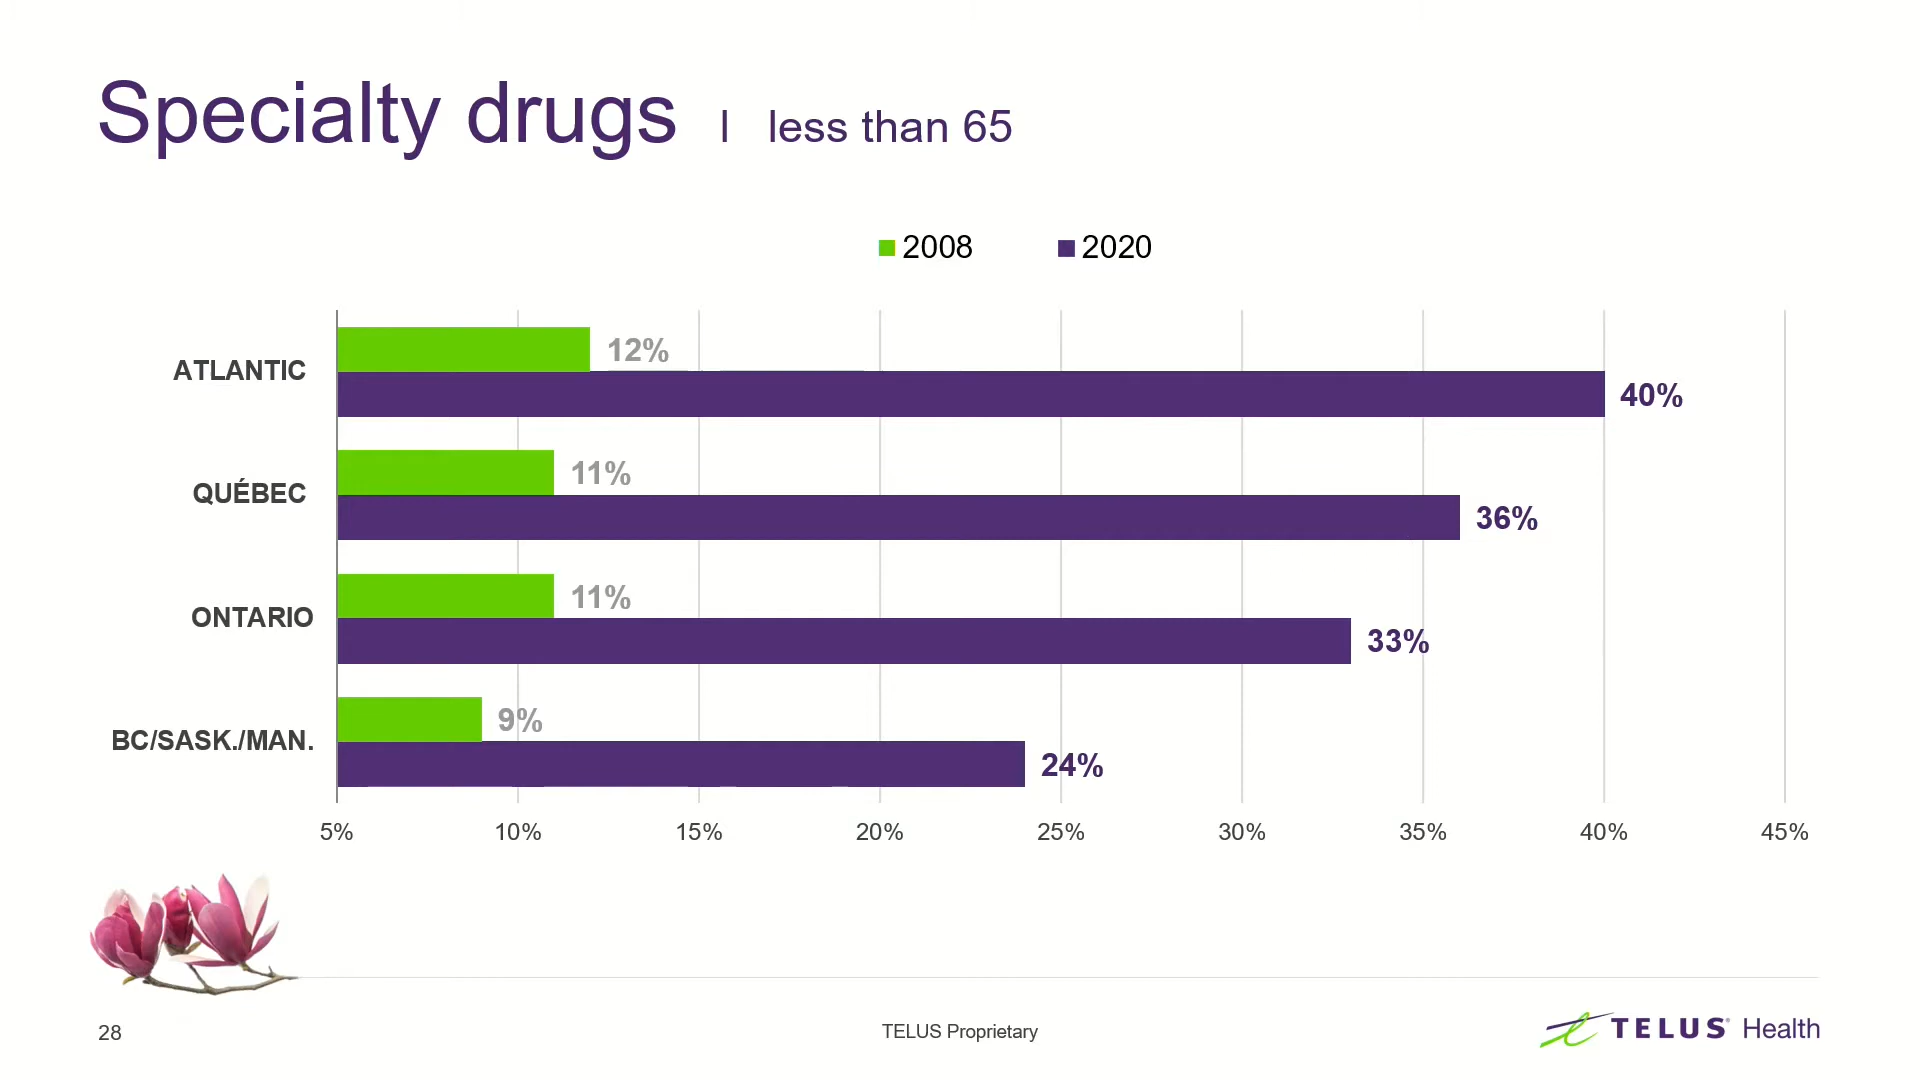 Specialty drugs | less than 65
2008 2020
ATLANTIC
12%
40%
QUÉBEC
11%
36%
ONTARIO
11%
33%
BC/SASK./MAN.
9%
24%
5% 10% 15% 20% 25% 30% 35% 40% 45%
28
TELUS Proprietary
TELUS® Health